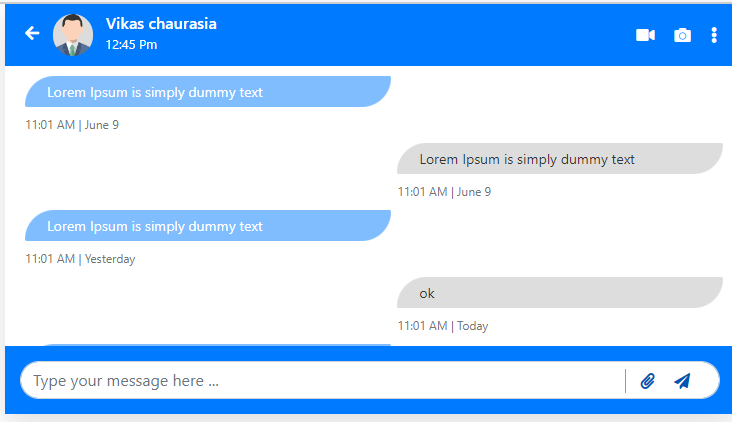 Vikas chaurasia
12:45 Pm
Lorem Ipsum is simply dummy text
11:01 AM | June 9
Lorem Ipsum is simply dummy text
11:01 AM | June 9
Lorem Ipsum is simply dummy text
11:01 AM | Yesterday
ok
11:01 AM | Today
Type your message here ...